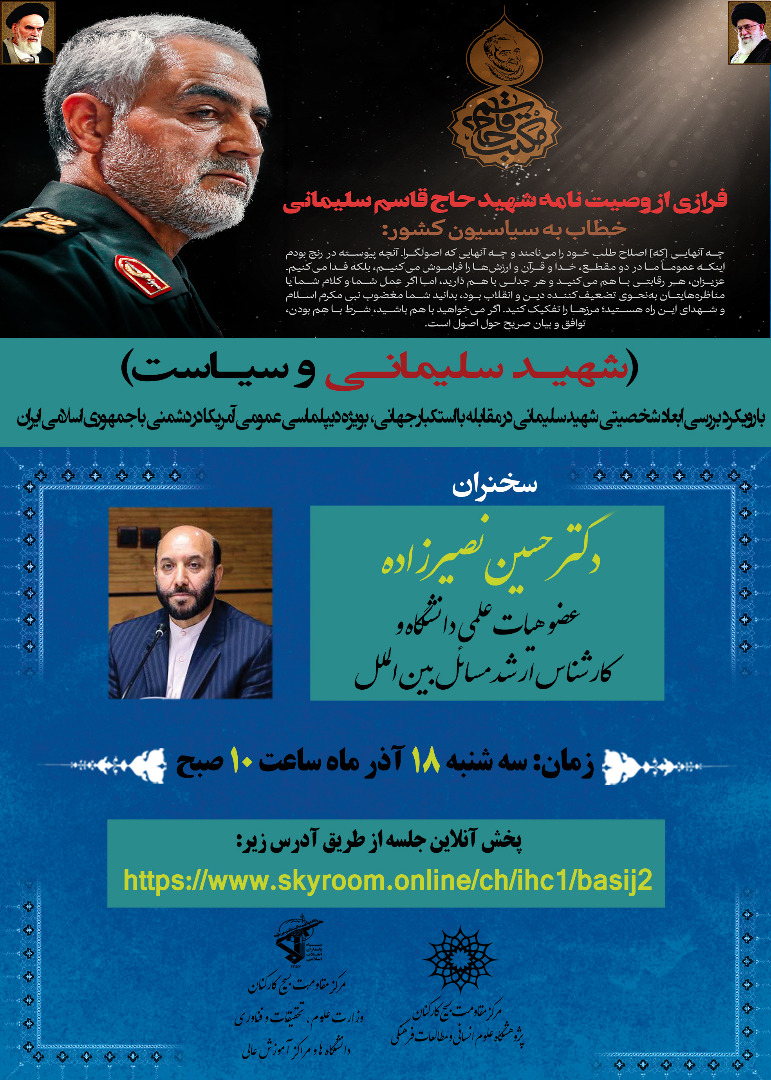 مکتب حاج قاسم
فرازی از وصیت نامه شهید حاج قاسم سلیمانی
خطاب به سیاسیون کشور:
چه آنهایی [که] اصلاح طلب خود را می‌نامند و چه آنهایی که اصولگرا. آنچه پیوسته در رنج بودم
اینکه عموماً ما در دو مقطع، خدا و قرآن و ارزش‌ها را فراموش می‌کنیم، بلکه فدا می‌کنیم.
عزیزان، هر رقابتی با هم می‌کنید و هر جدلی با هم دارید، اما اگر عمل شما و کلام شما یا
مناظره‌هایتان به‌نحوی تضعیف‌کننده دین و انقلاب بود، بدانید شما مغضوب نبی مکرم اسلام
و شهدای این راه هستید؛ مرزها را تفکیک کنید. اگر می‌خواهید با هم باشید، شرط با هم بودن،
توافق و بیان صریح حول اصول است.
(شهید سلیمانی و سیاست)
با رویکرد بررسی ابعاد شخصیتی شهید سلیمانی در مقابله با استکبار جهانی، بویژه دیپلماسی عمومی آمریکا در دشمنی با جمهوری اسلامی ایران
سخنران
دکتر حسین نصیرزاده
عضو هیات علمی دانشگاه و
کارشناس ارشد مسائل بین الملل
زمان: سه شنبه ۱۸ آذر ماه ساعت ۱۰ صبح
پخش آنلاین جلسه از طریق آدرس زیر:
https://www.skyroom.online/ch/ihc1/basij2
مرکز مقاومت بسیج کارکنان
پژوهشگاه علوم انسانی و مطالعات فرهنگی
مرکز مقاومت بسیج کارکنان
وزارت علوم، تحقیقات و فناوری
دانشگاه ها و مراکز آموزش عالی